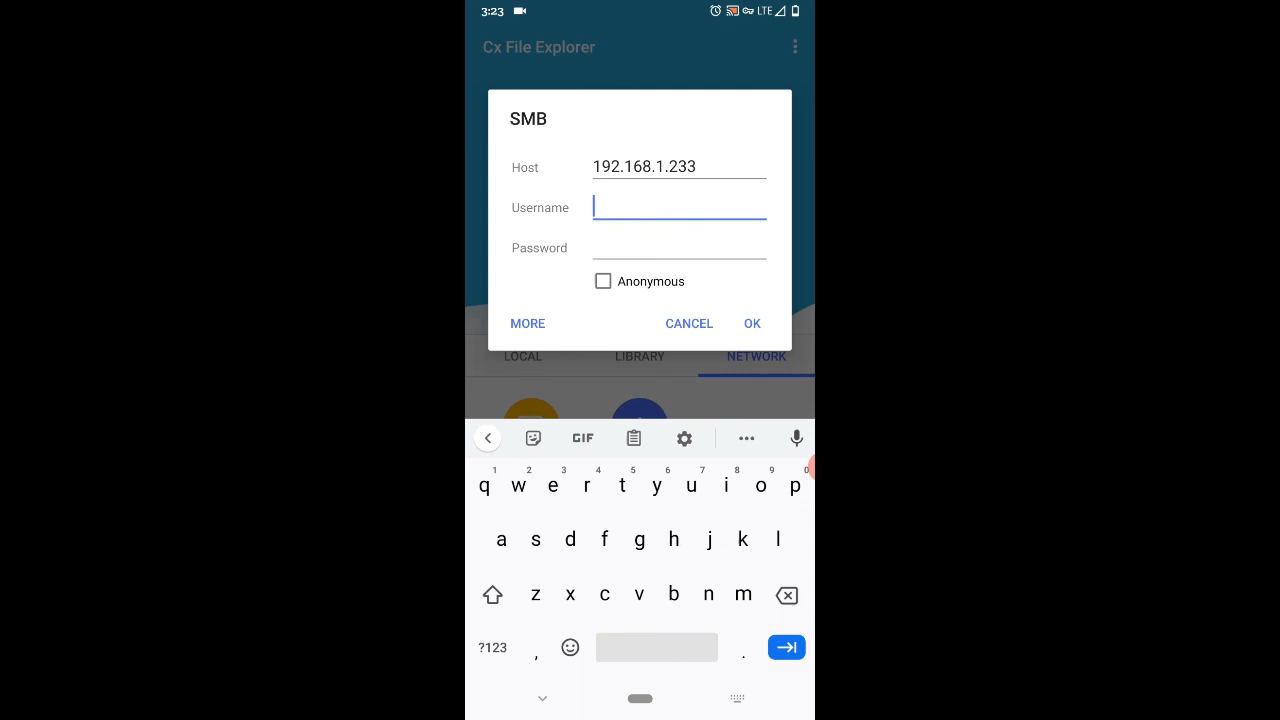 3:23 LTE
Cx File Explorer
SMB
Host 192.168.1.233
Username
Password
Anonymous
MORE CANCEL OK
LOCAL LIBRARY NETWORK
GIF
1 2 3 4 5 6 7 8 9 0
q w e r t y u i o p
a s d f g h j k l
z x c v b n m
?123 , .